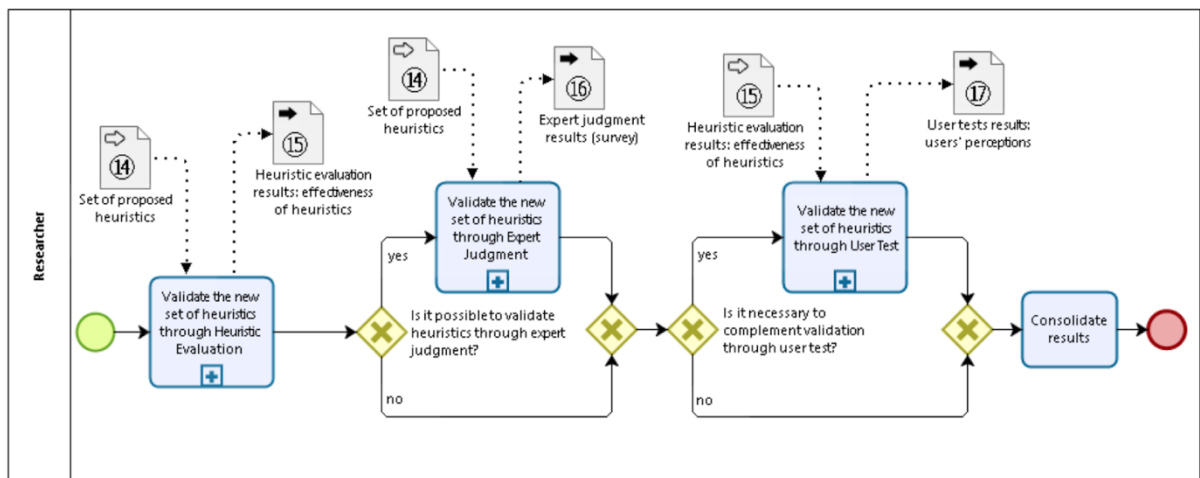 Researcher
14
Set of proposed
heuristics
15
Heuristic evaluation
results: effectiveness
of heuristics
Validate the new
set of heuristics
through Heuristic
Evaluation
14
Set of proposed
heuristics
16
Expert judgment
results (survey)
Validate the new
set of heuristics
through Expert
Judgment
yes
Is it possible to validate
heuristics through expert
judgment?
no
15
Heuristic evaluation
results: effectiveness
of heuristics
17
User tests results:
users' perceptions
Validate the new
set of heuristics
through User Test
yes
Is it necessary to
complement validation
through user test?
no
Consolidate
results